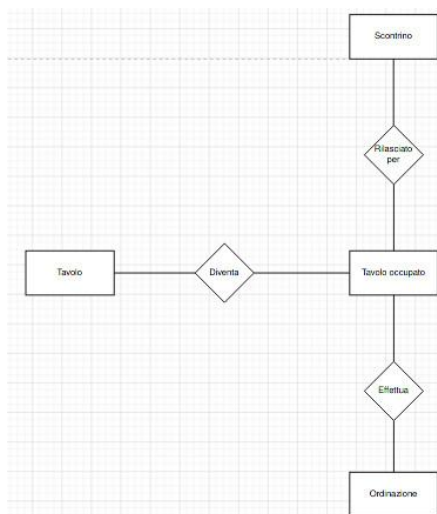 Scontrino
Rilasciato
per
Tavolo
Diventa
Tavolo occupato
Effettua
Ordinazione